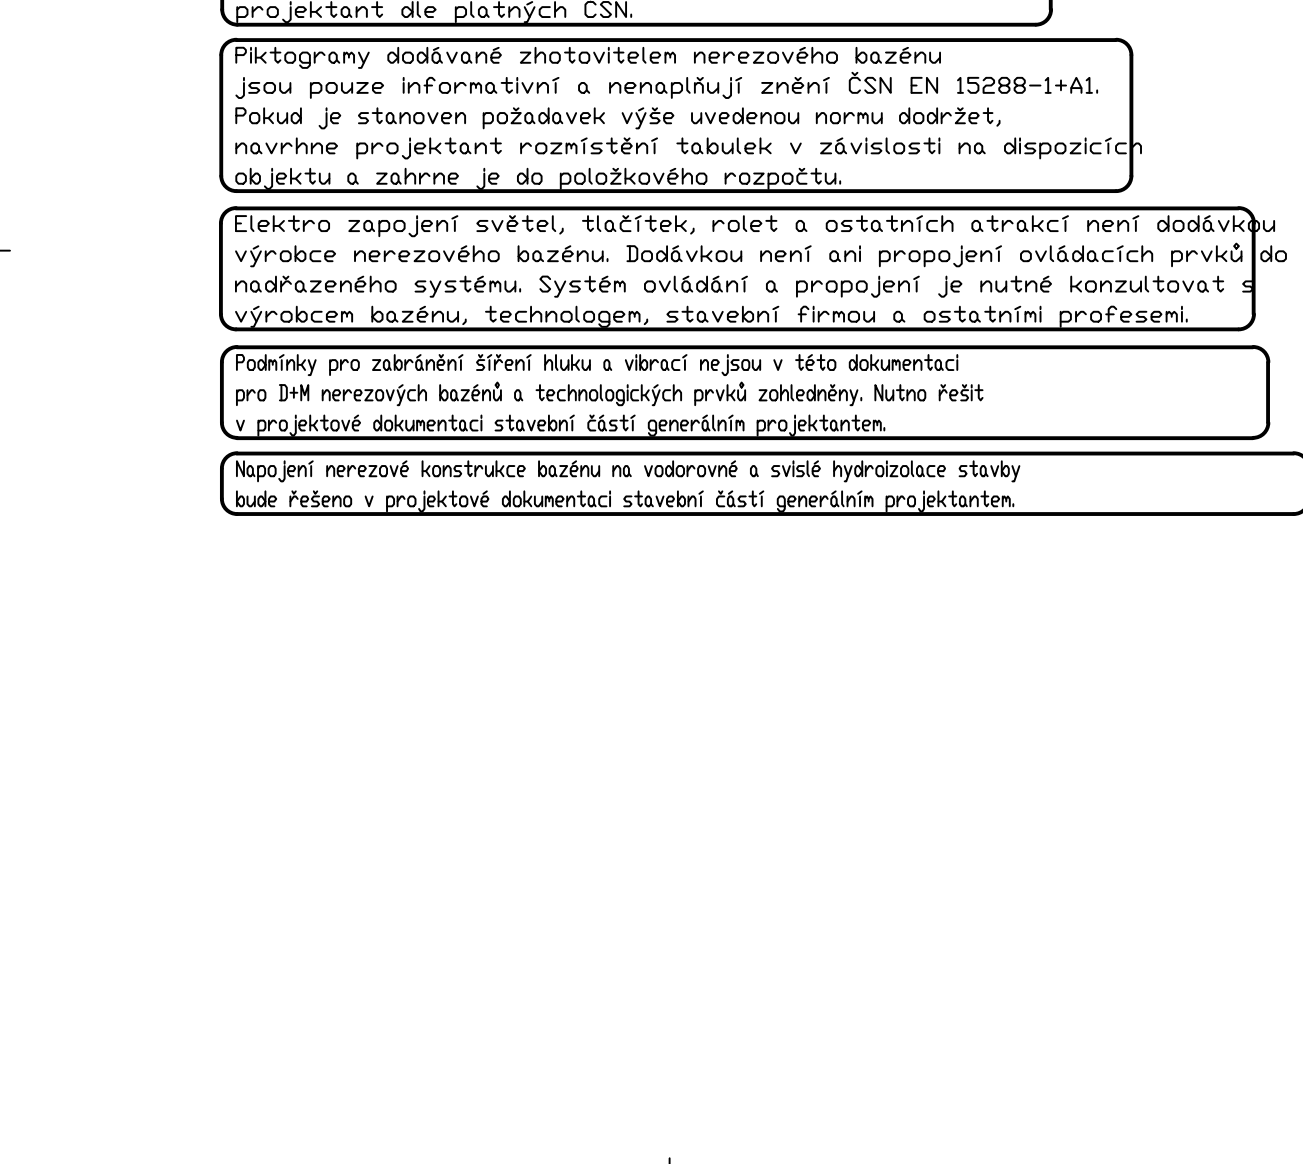 projektant dle platných ČSN.
Piktogramy dodávané zhotovitelem nerezového bazénu
jsou pouze informativní a nenaplňují znění ČSN EN 15288-1+A1.
Pokud je stanoven požadavek výše uvedenou normu dodržet,
navrhne projektant rozmístění tabulek v závislosti na dispozicích
objektu a zahrne je do položkového rozpočtu.
Elektro zapojení světel, tlačítek, rolet a ostatních atrakcí není dodávkou
výrobce nerezového bazénu. Dodávkou není ani propojení ovládacích prvků do
nadřazeného systému. Systém ovládání a propojení je nutné konzultovat s
výrobcem bazénu, technologem, stavební firmou a ostatními profesemi.
Podmínky pro zabránění šíření hluku a vibrací nejsou v této dokumentaci
pro D+M nerezových bazénů a technologických prvků zohledněny. Nutno řešit
v projektové dokumentaci stavební částí generálním projektantem.
Napojení nerezové konstrukce bazénu na vodorovné a svislé hydroizolace stavby
bude řešeno v projektové dokumentaci stavební částí generálním projektantem.